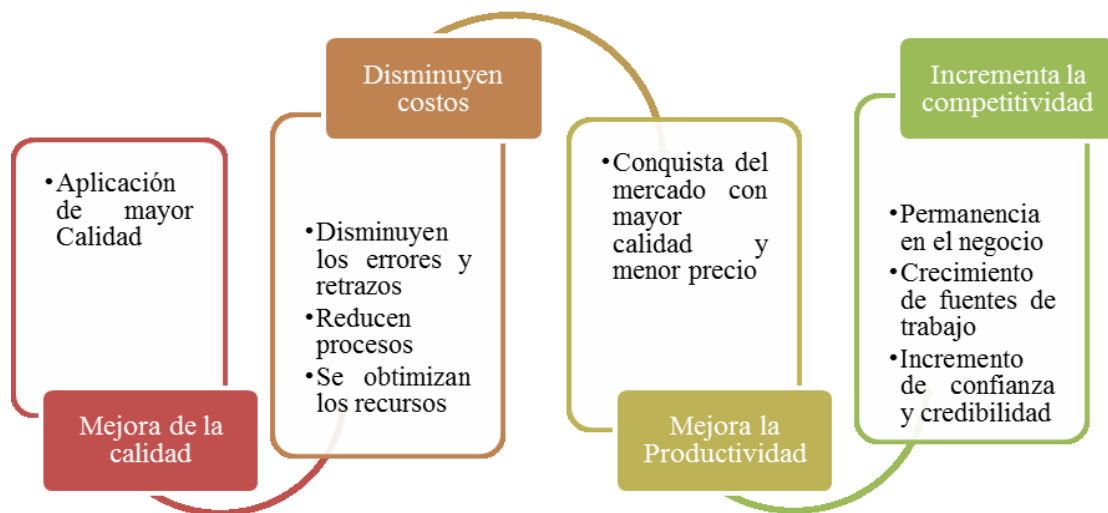 •Aplicación
de mayor
Calidad
Mejora de la
calidad
Disminuyen
costos
•Disminuyen
los errores y
retrazos
•Reducen
procesos
•Se obtimizan
los recursos
•Conquista del
mercado con
mayor
calidad y
menor precio
Mejora la
Productividad
Incrementa la
competitividad
•Permanencia
en el negocio
•Crecimiento
de fuentes de
trabajo
•Incremento
de confianza
y credibilidad